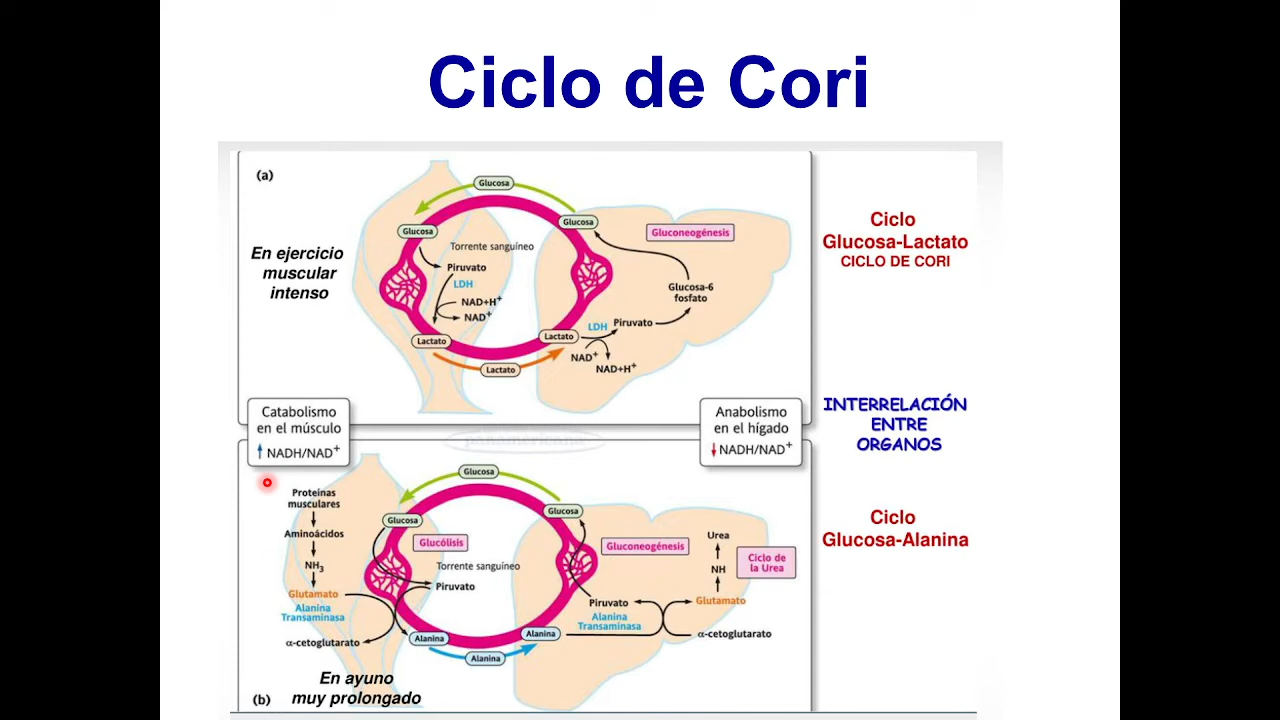 Ciclo de Cori
(a)
En ejercicio
muscular
intenso
Glucosa
Glucosa
Glucosa
Torrente sanguíneo
Piruvato
LDH
NAD+H+
NAD+
Lactato
Lactato
Lactato
LDH
Piruvato
NAD+
NAD+H+
Glucosa-6
fosfato
Gluconeogénesis
Ciclo
Glucosa-Lactato
CICLO DE CORI
Catabolismo
en el músculo
↑ NADH/NAD+
Anabolismo
en el hígado
↓ NADH/NAD+
INTERRELACIÓN
ENTRE
ORGANOS
panamericana
Proteínas
musculares
Aminoácidos
NH3
Glutamato
Alanina
Transaminasa
α-cetoglutarato
Glucosa
Glucosa
Glucosa
Glucólisis
Torrente sanguíneo
Piruvato
Alanina
Alanina
Alanina
Gluconeogénesis
Piruvato
Alanina
Transaminasa
Urea
NH
Glutamato
α-cetoglutarato
Ciclo de
la Urea
Ciclo
Glucosa-Alanina
En ayuno
muy prolongado
(b)